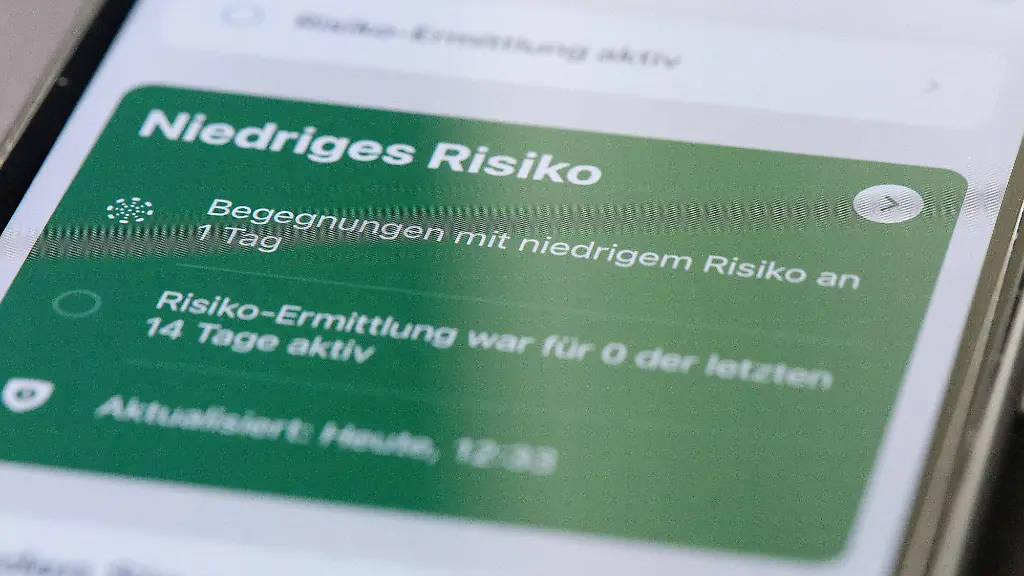 Risiko-Ermittlung aktiv
Niedriges Risiko
Begegnungen mit niedrigem Risiko an
1 Tag
Risiko-Ermittlung war für 0 der letzten
14 Tage aktiv
Aktualisiert: Heute, 12:33